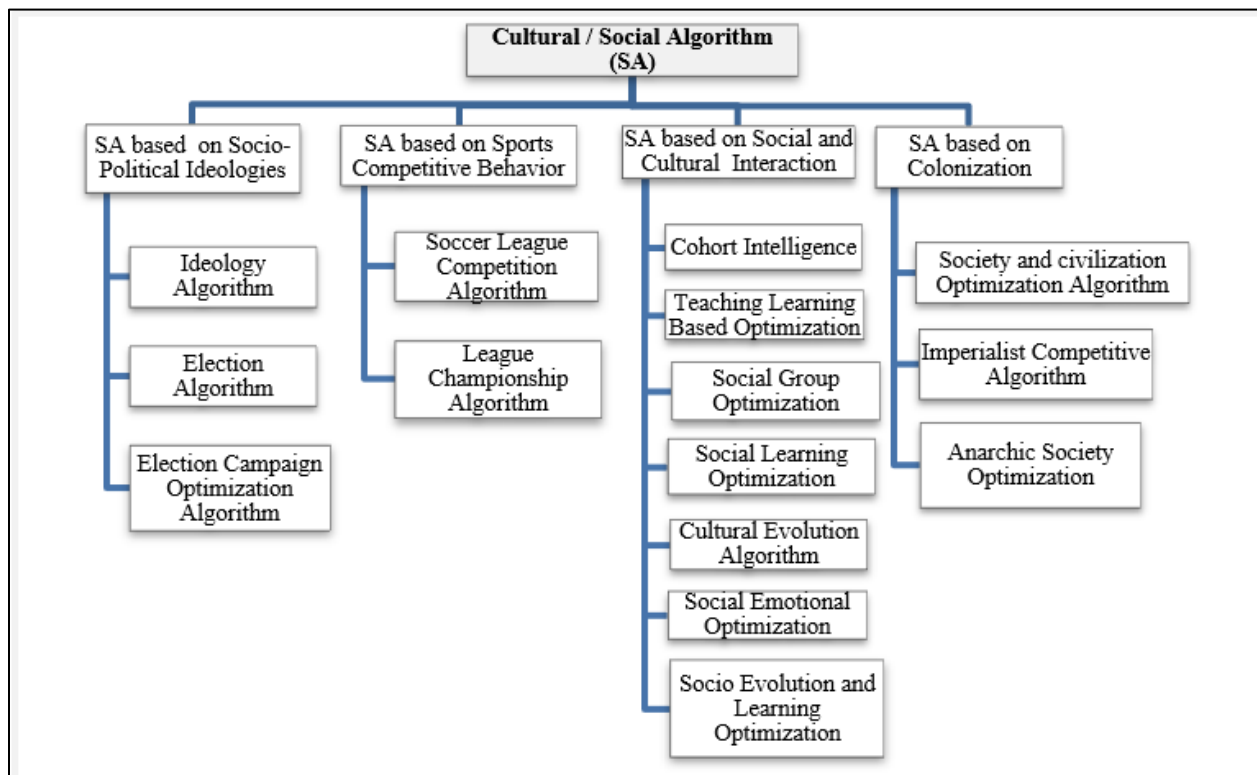 Cultural / Social Algorithm
(SA)
SA based on Socio-
Political Ideologies
Ideology
Algorithm
Election
Algorithm
Election Campaign
Optimization
Algorithm
SA based on Sports
Competitive Behavior
Soccer League
Competition
Algorithm
League
Championship
Algorithm
SA based on Social and
Cultural Interaction
Cohort Intelligence
Teaching Learning
Based Optimization
Social Group
Optimization
Social Learning
Optimization
Cultural Evolution
Algorithm
Social Emotional
Optimization
Socio Evolution and
Learning
Optimization
SA based on
Colonization
Society and civilization
Optimization Algorithm
Imperialist Competitive
Algorithm
Anarchic Society
Optimization